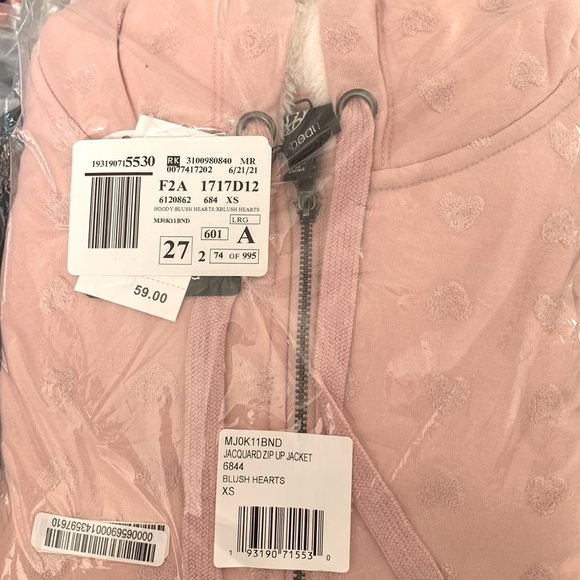 193190715530 RK 3100980840 MR
0077417202 6/21/21
F2A 1717D12
6120862 684 XS
HOODY:BLUSH HEARTS:XBLUSH HEARTS
MJ0K11BND LRG
27 601 A
2 74 OF 995
59.00
MJ0K11BND
JACQUARD ZIP UP JACKET
6844
BLUSH HEARTS
XS
1 93190 71553 0
000065690000143597610